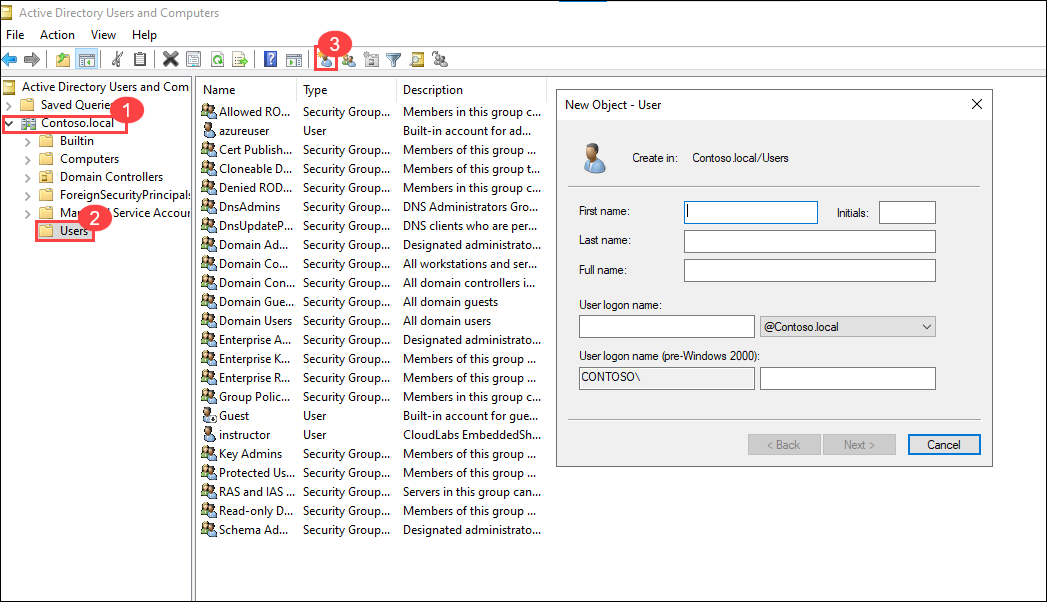 Active Directory Users and Computers
File Action View Help
3
Active Directory Users and Com
Saved Querie
1
Contoso.local
Builtin
Computers
Domain Controllers
ForeignSecurityPrincipals
Service Accour
2
Users
Name Type Description
Allowed RO... Security Group... Members in this group c...
azureuser User Built-in account for ad...
Cert Publish... Security Group... Members of this group ...
Cloneable D... Security Group... Members of this group t...
Denied ROD... Security Group... Members in this group c...
DnsAdmins Security Group... DNS Administrators Gro...
DnsUpdateP... Security Group... DNS clients who are per...
Domain Ad... Security Group... Designated administrato...
Domain Co... Security Group... All workstations and ser...
Domain Con... Security Group... All domain controllers i...
Domain Gue... Security Group... All domain guests
Domain Users Security Group... All domain users
Enterprise A... Security Group... Designated administrato...
Enterprise K... Security Group... Members of this group ...
Enterprise R... Security Group... Members of this group ...
Group Polic... Security Group... Members in this group c...
Guest User Built-in account for gue...
instructor User CloudLabs EmbeddedSh...
Key Admins Security Group... Members of this group ...
Protected Us... Security Group... Members of this group ...
RAS and IAS ... Security Group... Servers in this group can...
Read-only D... Security Group... Members of this group ...
Schema Ad... Security Group... Designated administrato...
New Object - User
Create in: Contoso.local/Users
First name: Initials:
Last name:
Full name:
User logon name:
@Contoso.local
User logon name (pre-Windows 2000):
CONTOSO\
< Back Next > Cancel